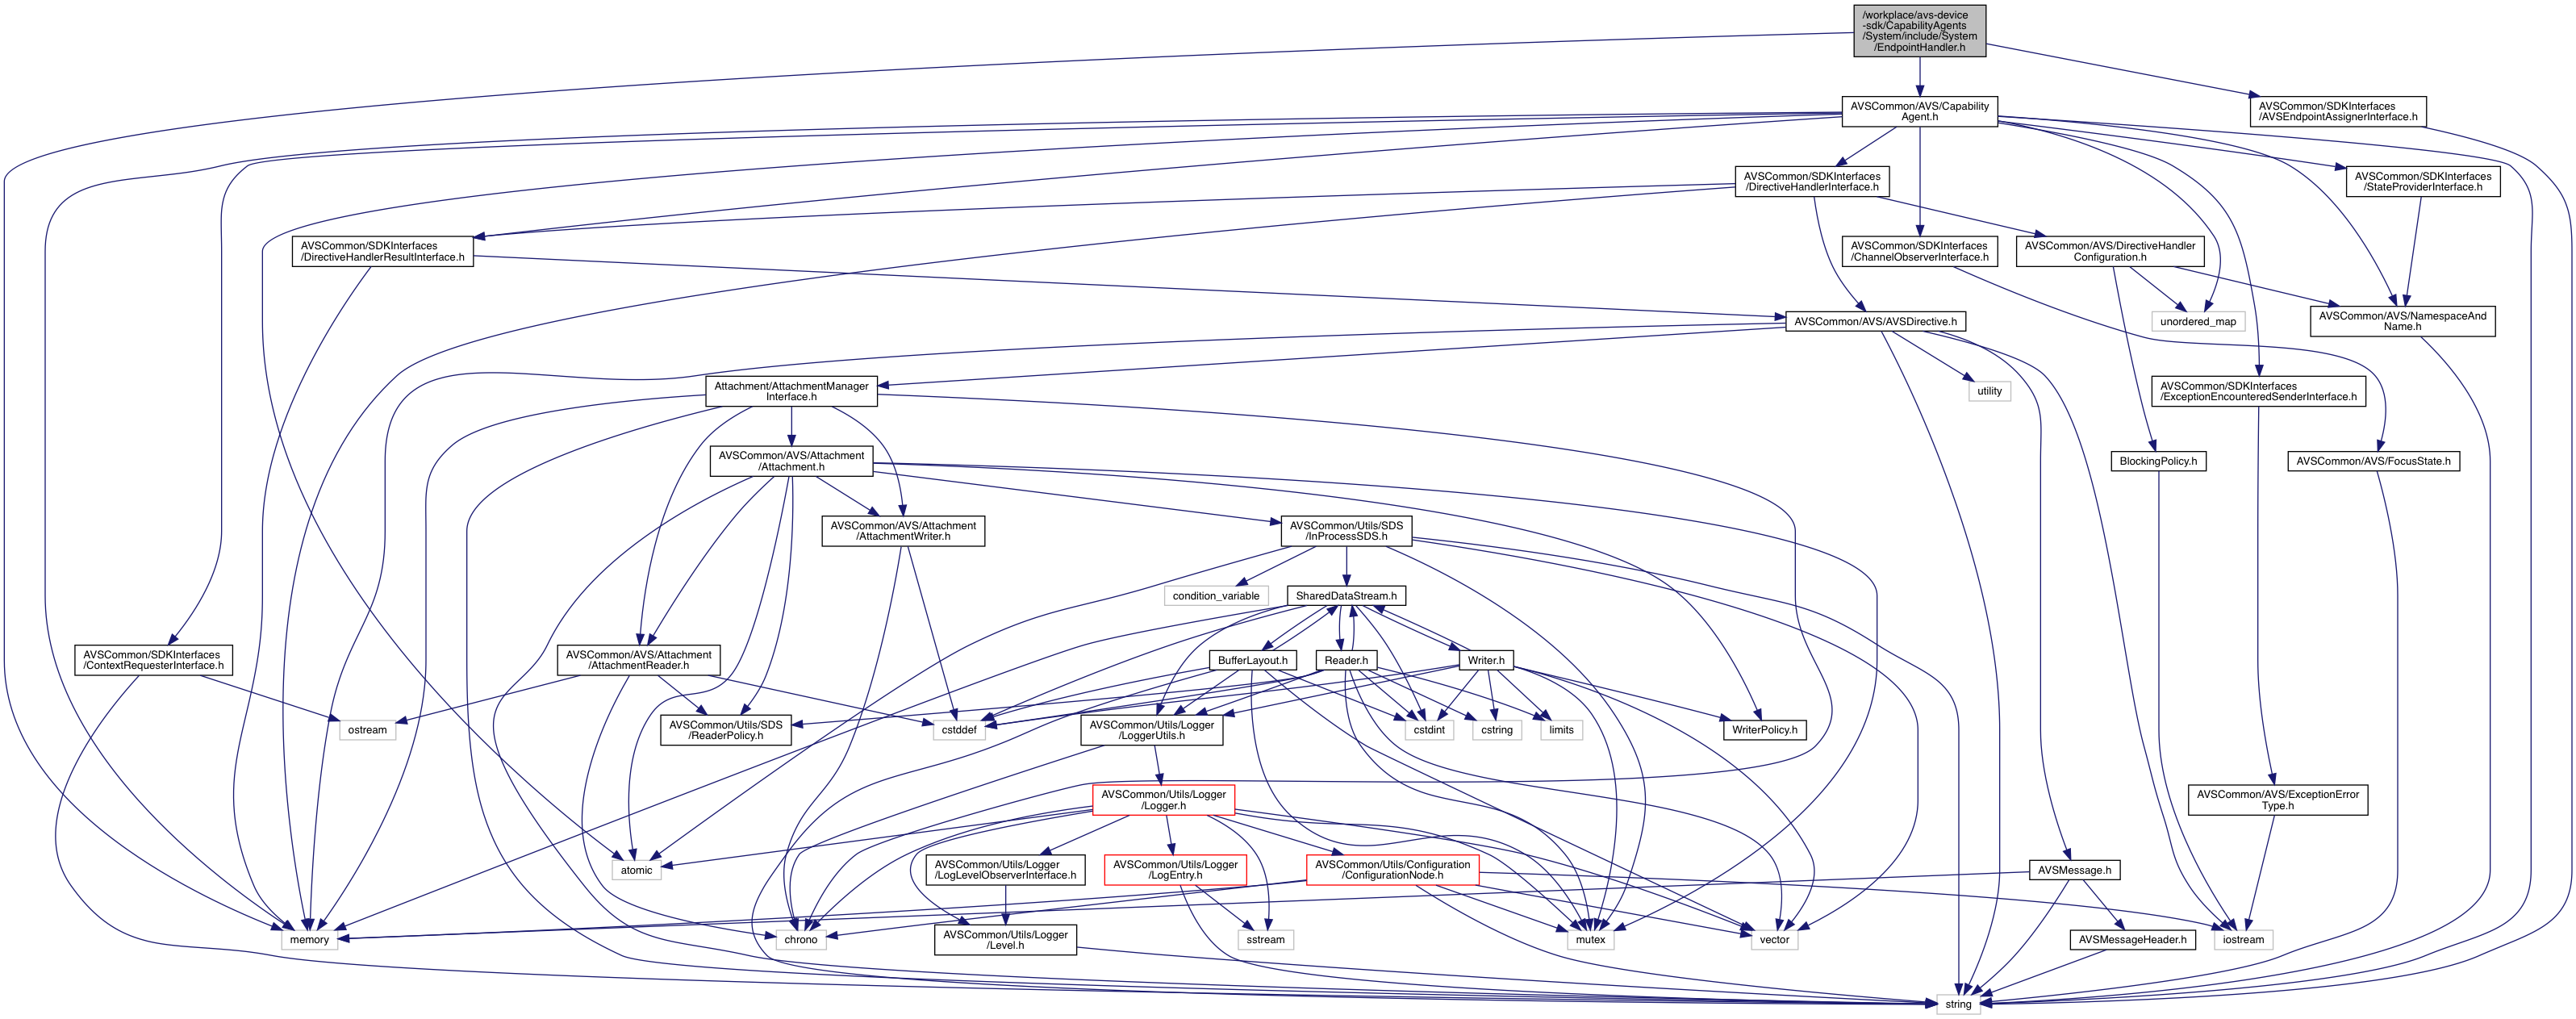 /workplace/avs-device
-sdk/CapabilityAgents
/System/include/System
/EndpointHandler.h
AVSCommon/AVS/Capability
Agent.h
AVSCommon/SDKInterfaces
/AVSEndpointAssignerInterface.h
AVSCommon/SDKInterfaces
/DirectiveHandlerInterface.h
AVSCommon/SDKInterfaces
/StateProviderInterface.h
AVSCommon/SDKInterfaces
/DirectiveHandlerResultInterface.h
AVSCommon/SDKInterfaces
/ChannelObserverInterface.h
AVSCommon/AVS/DirectiveHandler
Configuration.h
AVSCommon/AVS/AVSDirective.h
unordered_map
AVSCommon/AVS/NamespaceAnd
Name.h
Attachment/AttachmentManager
Interface.h
utility
AVSCommon/SDKInterfaces
/ExceptionEncounteredSenderInterface.h
AVSCommon/AVS/Attachment
/Attachment.h
BlockingPolicy.h
AVSCommon/AVS/FocusState.h
AVSCommon/AVS/Attachment
/AttachmentWriter.h
AVSCommon/Utils/SDS
/InProcessSDS.h
condition_variable
SharedDataStream.h
AVSCommon/SDKInterfaces
/ContextRequesterInterface.h
AVSCommon/AVS/Attachment
/AttachmentReader.h
BufferLayout.h
Reader.h
Writer.h
ostream
AVSCommon/Utils/SDS
/ReaderPolicy.h
cstddef
AVSCommon/Utils/Logger
/LoggerUtils.h
cstdint
cstring
limits
WriterPolicy.h
AVSCommon/Utils/Logger
/Logger.h
AVSCommon/AVS/ExceptionError
Type.h
atomic
AVSCommon/Utils/Logger
/LogLevelObserverInterface.h
AVSCommon/Utils/Logger
/LogEntry.h
AVSCommon/Utils/Configuration
/ConfigurationNode.h
AVSMessage.h
memory
chrono
AVSCommon/Utils/Logger
/Level.h
sstream
mutex
vector
AVSMessageHeader.h
iostream
string